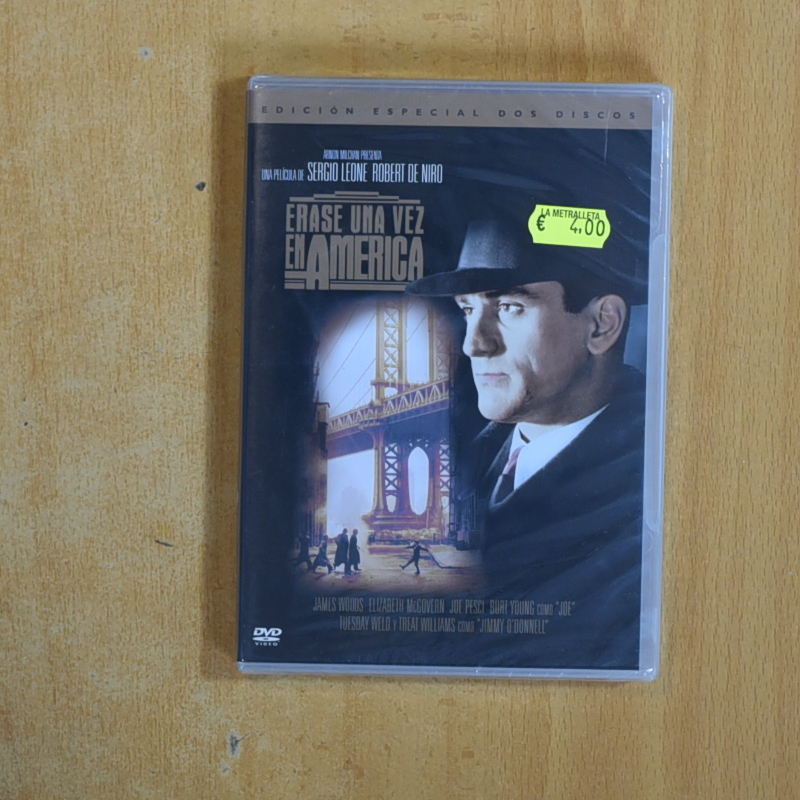 EDICIÓN ESPECIAL DOS DISCOS
ARNON MILCHAN PRESENTA
UNA PELÍCULA DE SERGIO LEONE ROBERT DE NIRO
ERASE UNA VEZ
EN AMERICA
LA METRALLETA
€ 4,00
JAMES WOODS ELIZABETH McGOVERN JOE PESCI BURT YOUNG COMO "JOE"
TUESDAY WELD Y TREAT WILLIAMS COMO "JIMMY O'DONNELL"
DVD
VIDEO